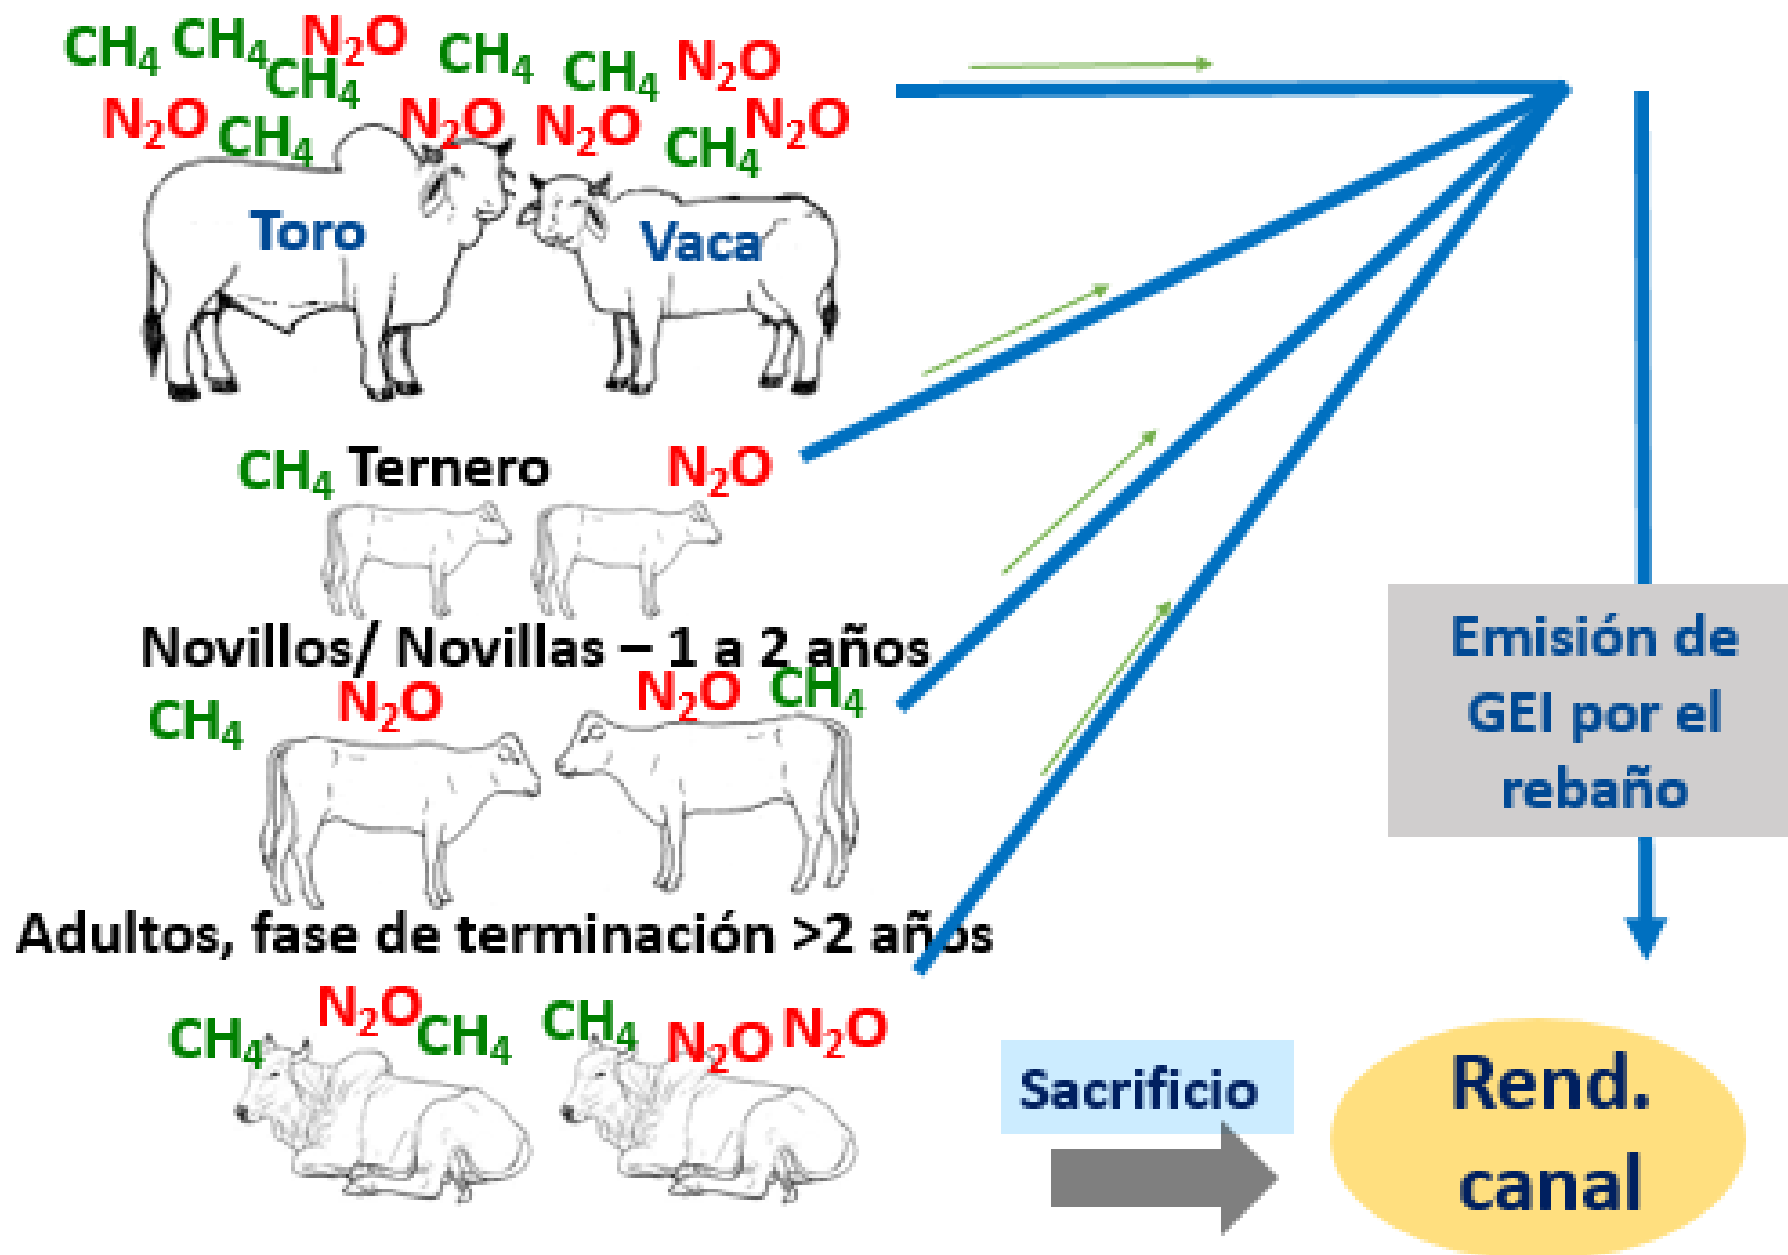 CH₄ CH₄ N₂O CH₄ CH₄ CH₄ N₂O
N₂O CH₄ N₂O N₂O CH₄ N₂O
Toro
Vaca
CH₄ Ternero N₂O
Novillos/ Novillas – 1 a 2 años
CH₄ N₂O N₂O CH₄
Adultos, fase de terminación >2 años
CH₄ N₂O CH₄ CH₄ N₂O N₂O
Emisión de
GEI por el
rebaño
Sacrificio
Rend.
canal